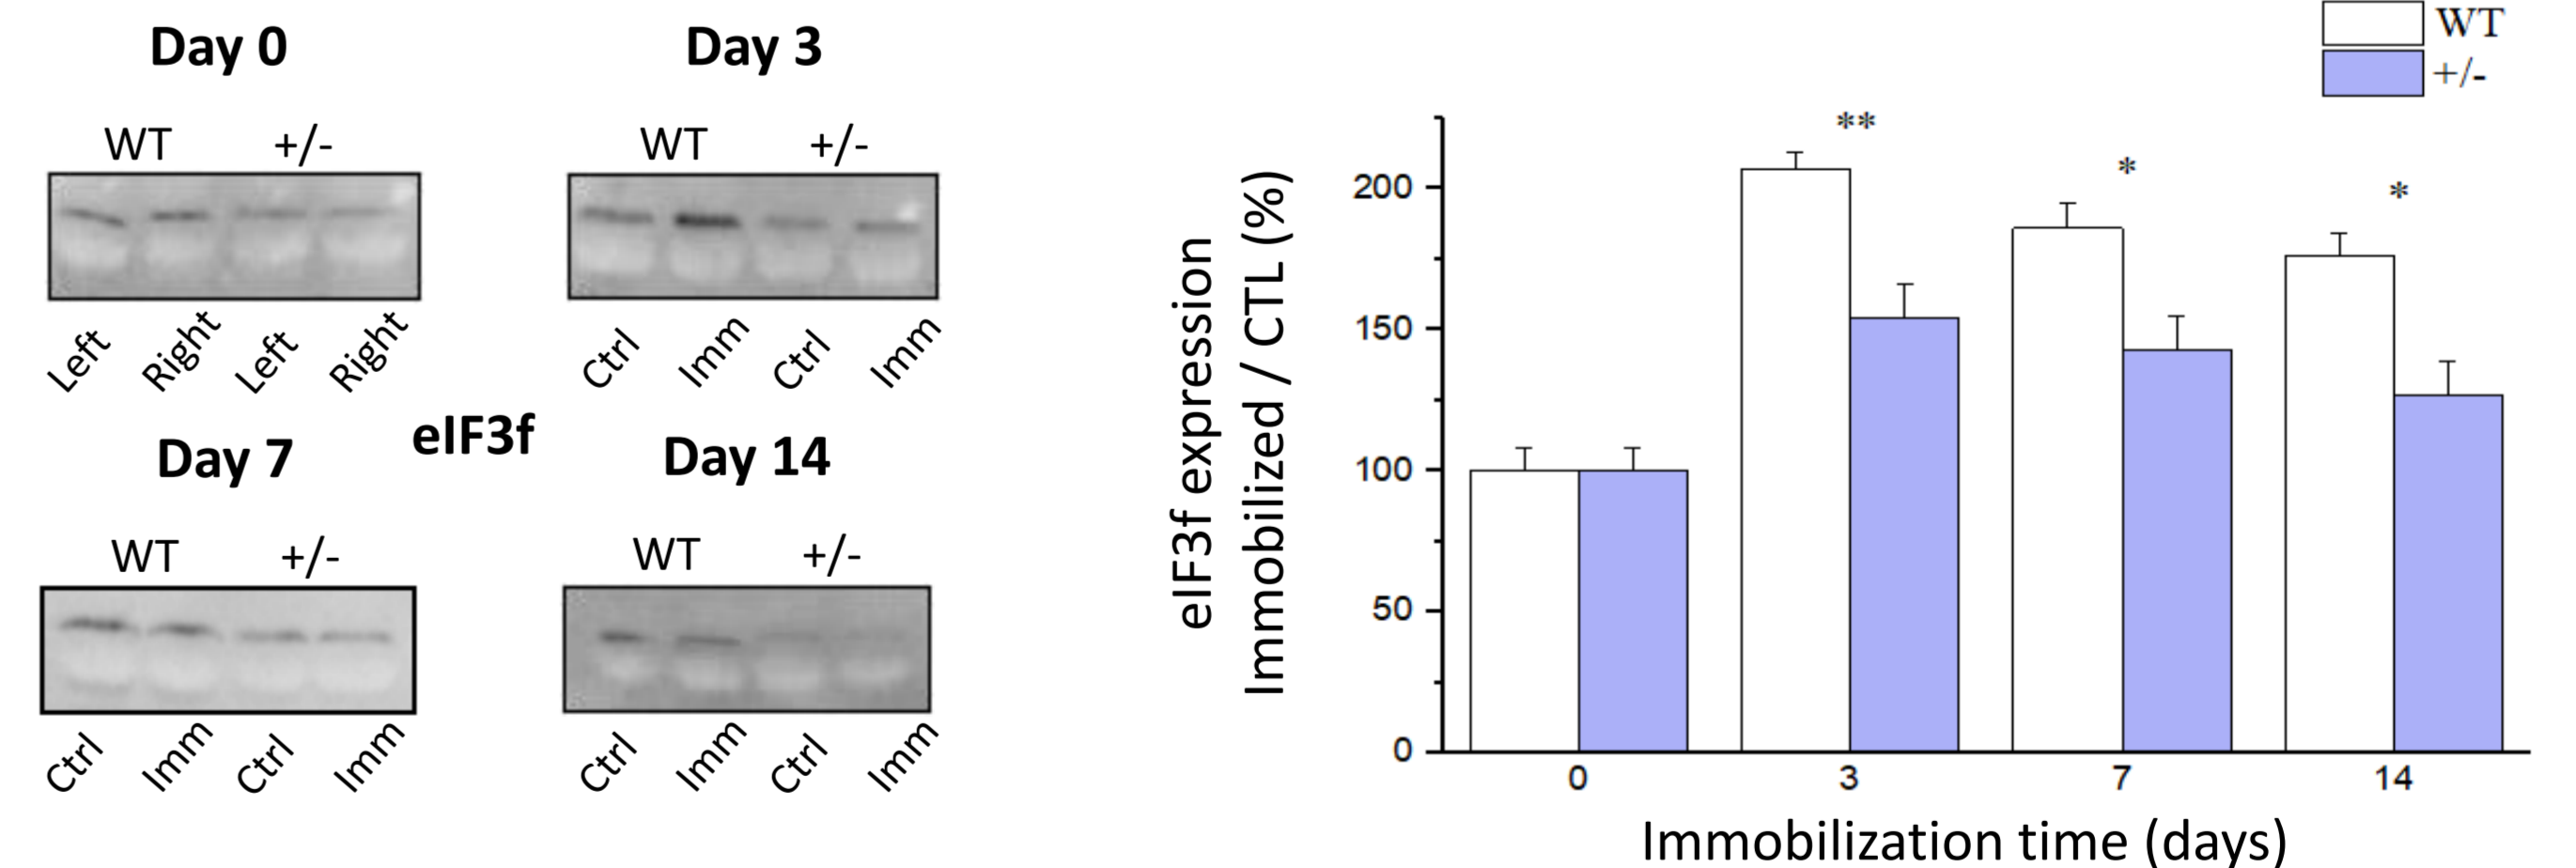 Day 0
Day 3
WT +/-
WT +/-
Left Right Left Right
Ctrl Imm Ctrl Imm
eIF3f
Day 7
Day 14
WT +/-
WT +/-
Ctrl Imm Ctrl Imm
Ctrl Imm Ctrl Imm
WT
+/-
eIF3f expression
Immobilized / CTL (%)
200
150
100
50
0
**
*
*
0 3 7 14
Immobilization time (days)